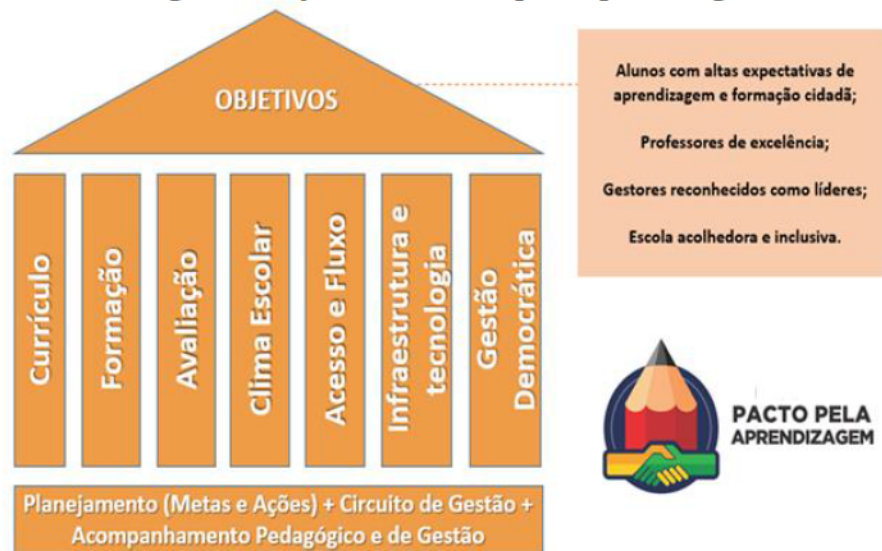 OBJETIVOS
Alunos com altas expectativas de
aprendizagem e formação cidadã;
Professores de excelência;
Gestores reconhecidos como líderes;
Escola acolhedora e inclusiva.
Currículo
Formação
Avaliação
Clima Escolar
Acesso e Fluxo
Infraestrutura e
tecnologia
Gestão
Democrática
PACTO PELA
APRENDIZAGEM
Planejamento (Metas e Ações) + Circuito de Gestão +
Acompanhamento Pedagógico e de Gestão